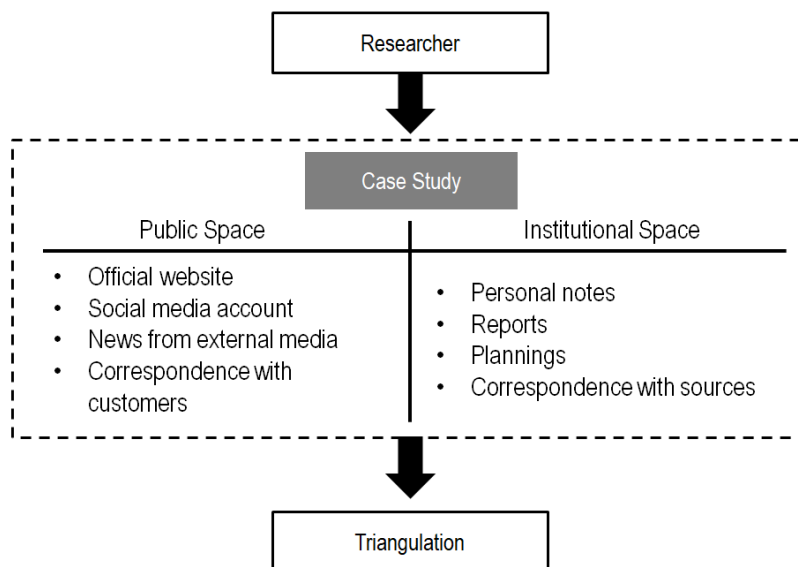 Researcher
Case Study
Public Space
• Official website
• Social media account
• News from external media
• Correspondence with
customers
Institutional Space
• Personal notes
• Reports
• Plannings
• Correspondence with sources
Triangulation